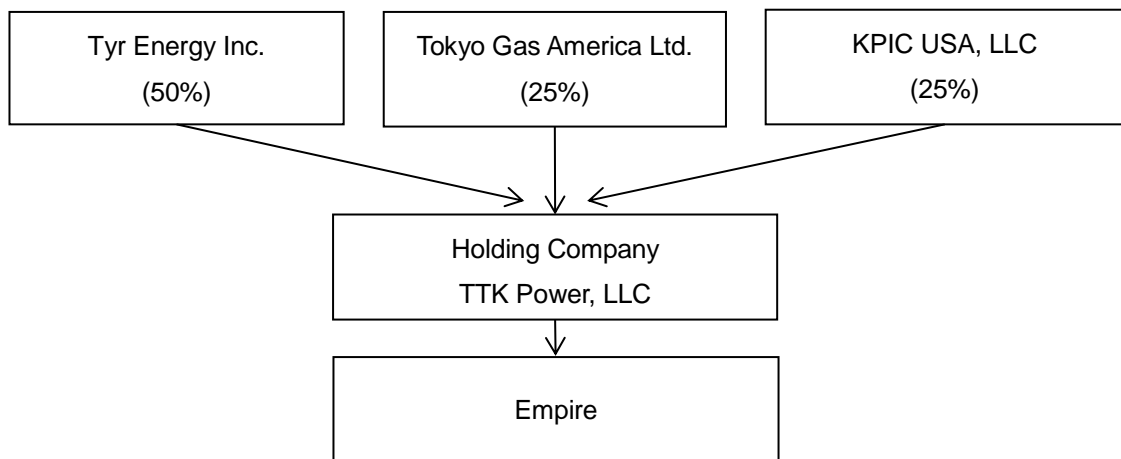 Tyr Energy Inc.
(50%)
Tokyo Gas America Ltd.
(25%)
KPIC USA, LLC
(25%)
Holding Company
TTK Power, LLC
Empire